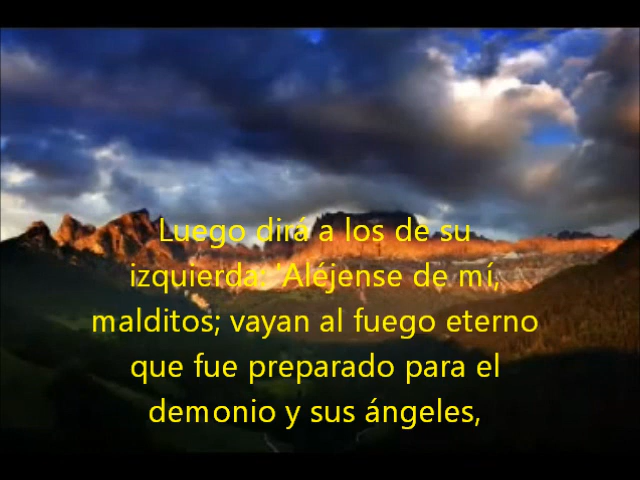 Luego dirá a los de su
izquierda: 'Aléjense de mí,
malditos; vayan al fuego eterno
que fue preparado para el
demonio y sus ángeles,